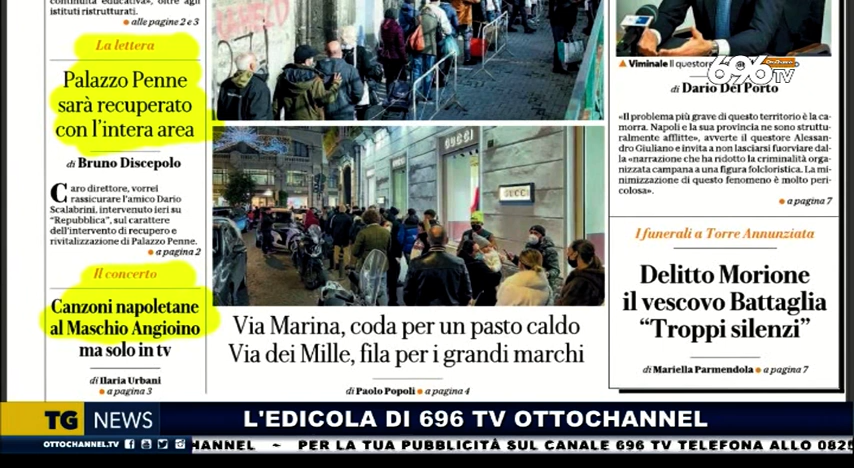 continuità educativa", oltre agli
istituti ristrutturati.
● alle pagine 2 e 3
La lettera
Palazzo Penne
sarà recuperato
con l'intera area
di Bruno Discepolo
Caro direttore, vorrei
rassicurare l'amico Dario
Scalabrini, intervenuto ieri su
"Repubblica", sul carattere
dell'intervento di recupero e
rivitalizzazione di Palazzo Penne.
● a pagina 2
Il concerto
Canzoni napoletane
al Maschio Angioino
ma solo in tv
di Ilaria Urbani
● a pagina 3
GUCCI
GUCCI
Via Marina, coda per un pasto caldo
Via dei Mille, fila per i grandi marchi
di Paolo Popoli ● a pagina 4
▲ Viminale Il questore
696 TV
di Dario Del Porto
«Il problema più grave di questo territorio è la ca-
morra. Napoli e la sua provincia ne sono struttu-
ralmente afflitte», avverte il questore Alessan-
dro Giuliano e invita a non lasciarsi fuorviare dal-
la «narrazione che ha ridotto la criminalità orga-
nizzata campana a una figura folcloristica. La mi-
nimizzazione di questo fenomeno è molto peri-
colosa».
● a pagina 7
I funerali a Torre Annunziata
Delitto Morione
il vescovo Battaglia
"Troppi silenzi"
di Mariella Parmendola ● a pagina 7
TG NEWS
L'EDICOLA DI 696 TV OTTOCHANNEL
OTTOCHANNEL.TV
HANNEL ~ PER LA TUA PUBBLICITÀ SUL CANALE 696 TV TELEFONA ALLO 0825